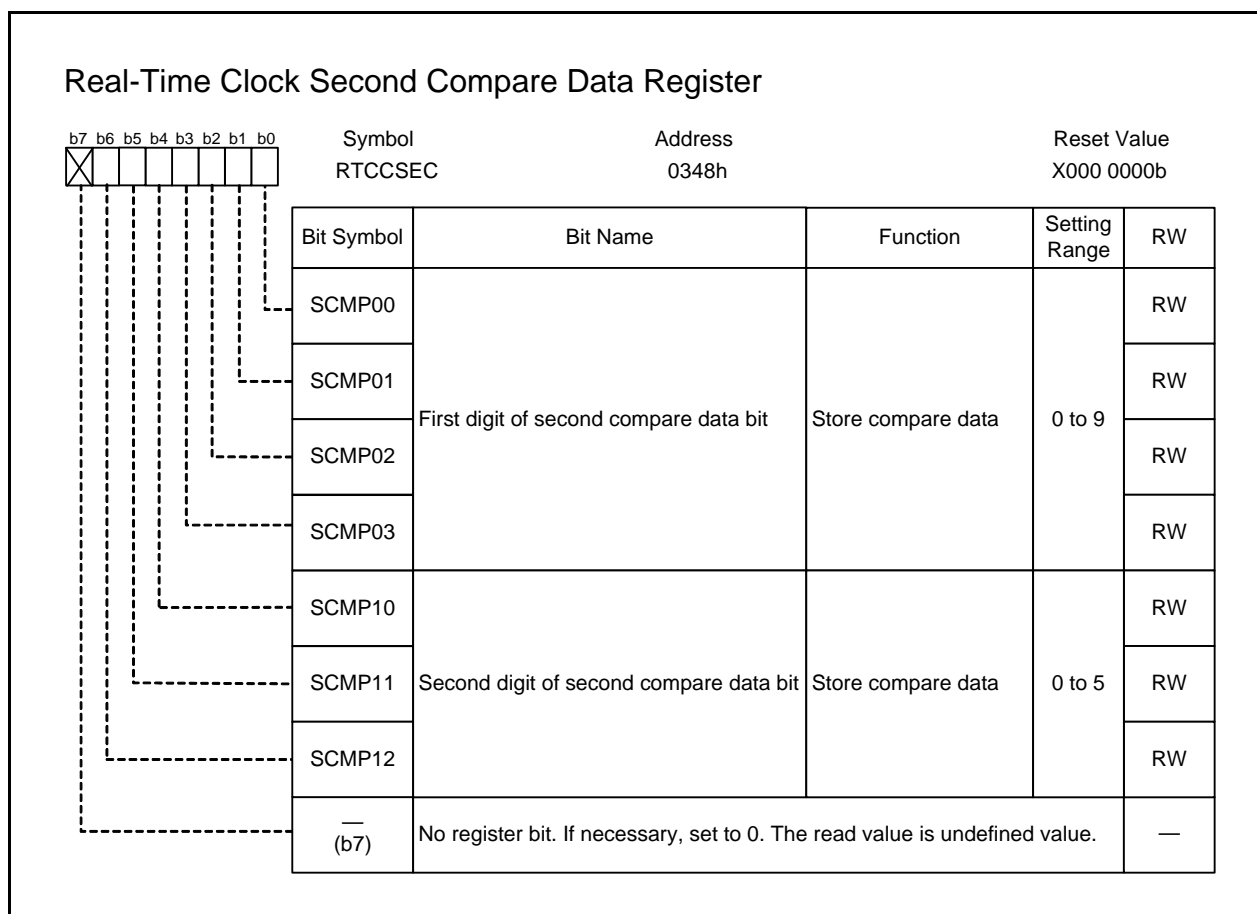 Real-Time Clock Second Compare Data Register
b7 b6 b5 b4 b3 b2 b1 b0
Symbol Address Reset Value
RTCCSEC 0348h X000 0000b
Bit Symbol Bit Name Function Setting Range RW
SCMP00 RW
SCMP01 RW
First digit of second compare data bit Store compare data 0 to 9
SCMP02 RW
SCMP03 RW
SCMP10 RW
SCMP11 Second digit of second compare data bit Store compare data 0 to 5 RW
SCMP12 RW
— (b7) No register bit. If necessary, set to 0. The read value is undefined value. —